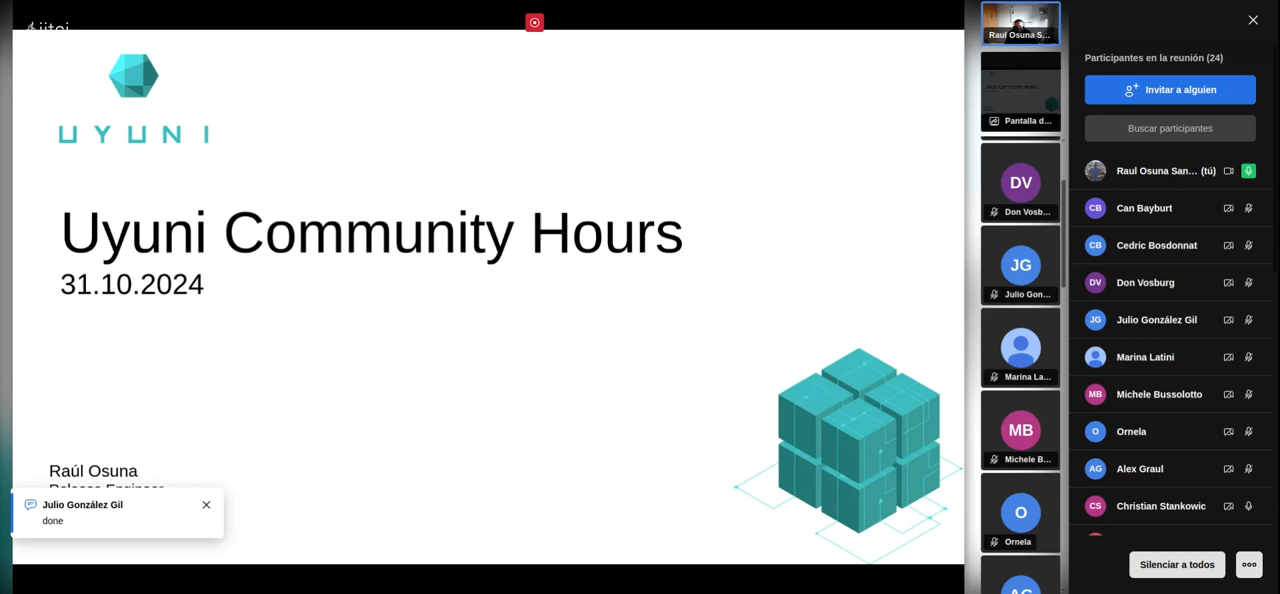 UYUNI
Uyuni Community Hours
31.10.2024
Raúl Osuna
Release Engineer
Julio González Gil
done
Raul Osuna S...
Pantalla d...
DV
Don Vosb...
JG
Julio Gon...
Marina La...
MB
Michele B...
O
Ornela
AG
Participantes en la reunión (24)
Invitar a alguien
Buscar participantes
Raul Osuna San... (tú)
CB Can Bayburt
CB Cedric Bosdonnat
DV Don Vosburg
JG Julio González Gil
Marina Latini
MB Michele Bussolotto
O Ornela
AG Alex Graul
CS Christian Stankowic
Silenciar a todos